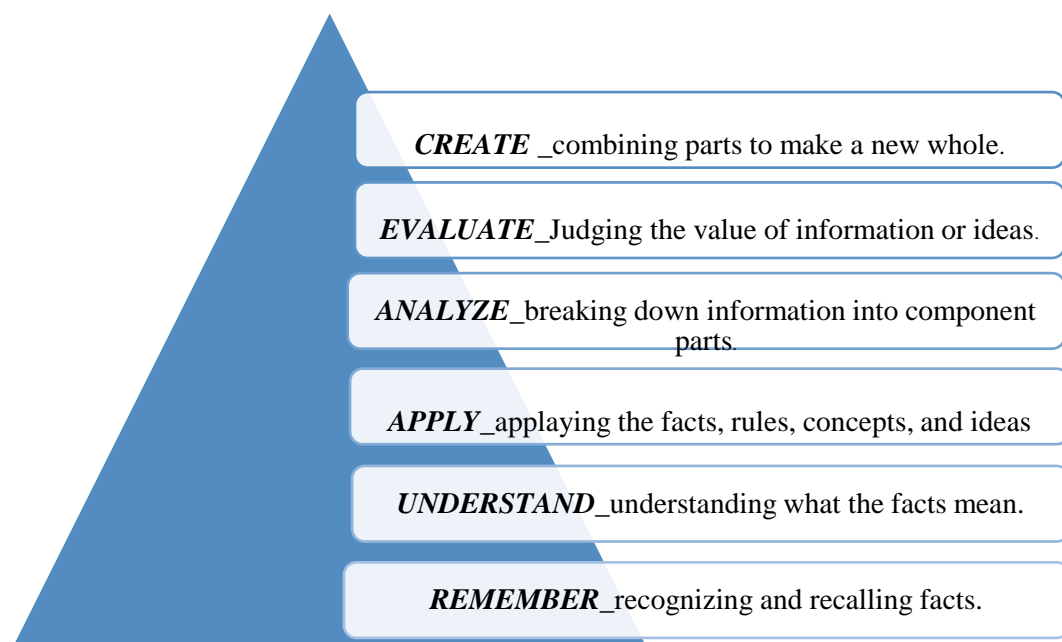 CREATE _combining parts to make a new whole.
EVALUATE_Judging the value of information or ideas.
ANALYZE_breaking down information into component
parts.
APPLY_applaying the facts, rules, concepts, and ideas
UNDERSTAND_understanding what the facts mean.
REMEMBER_recognizing and recalling facts.